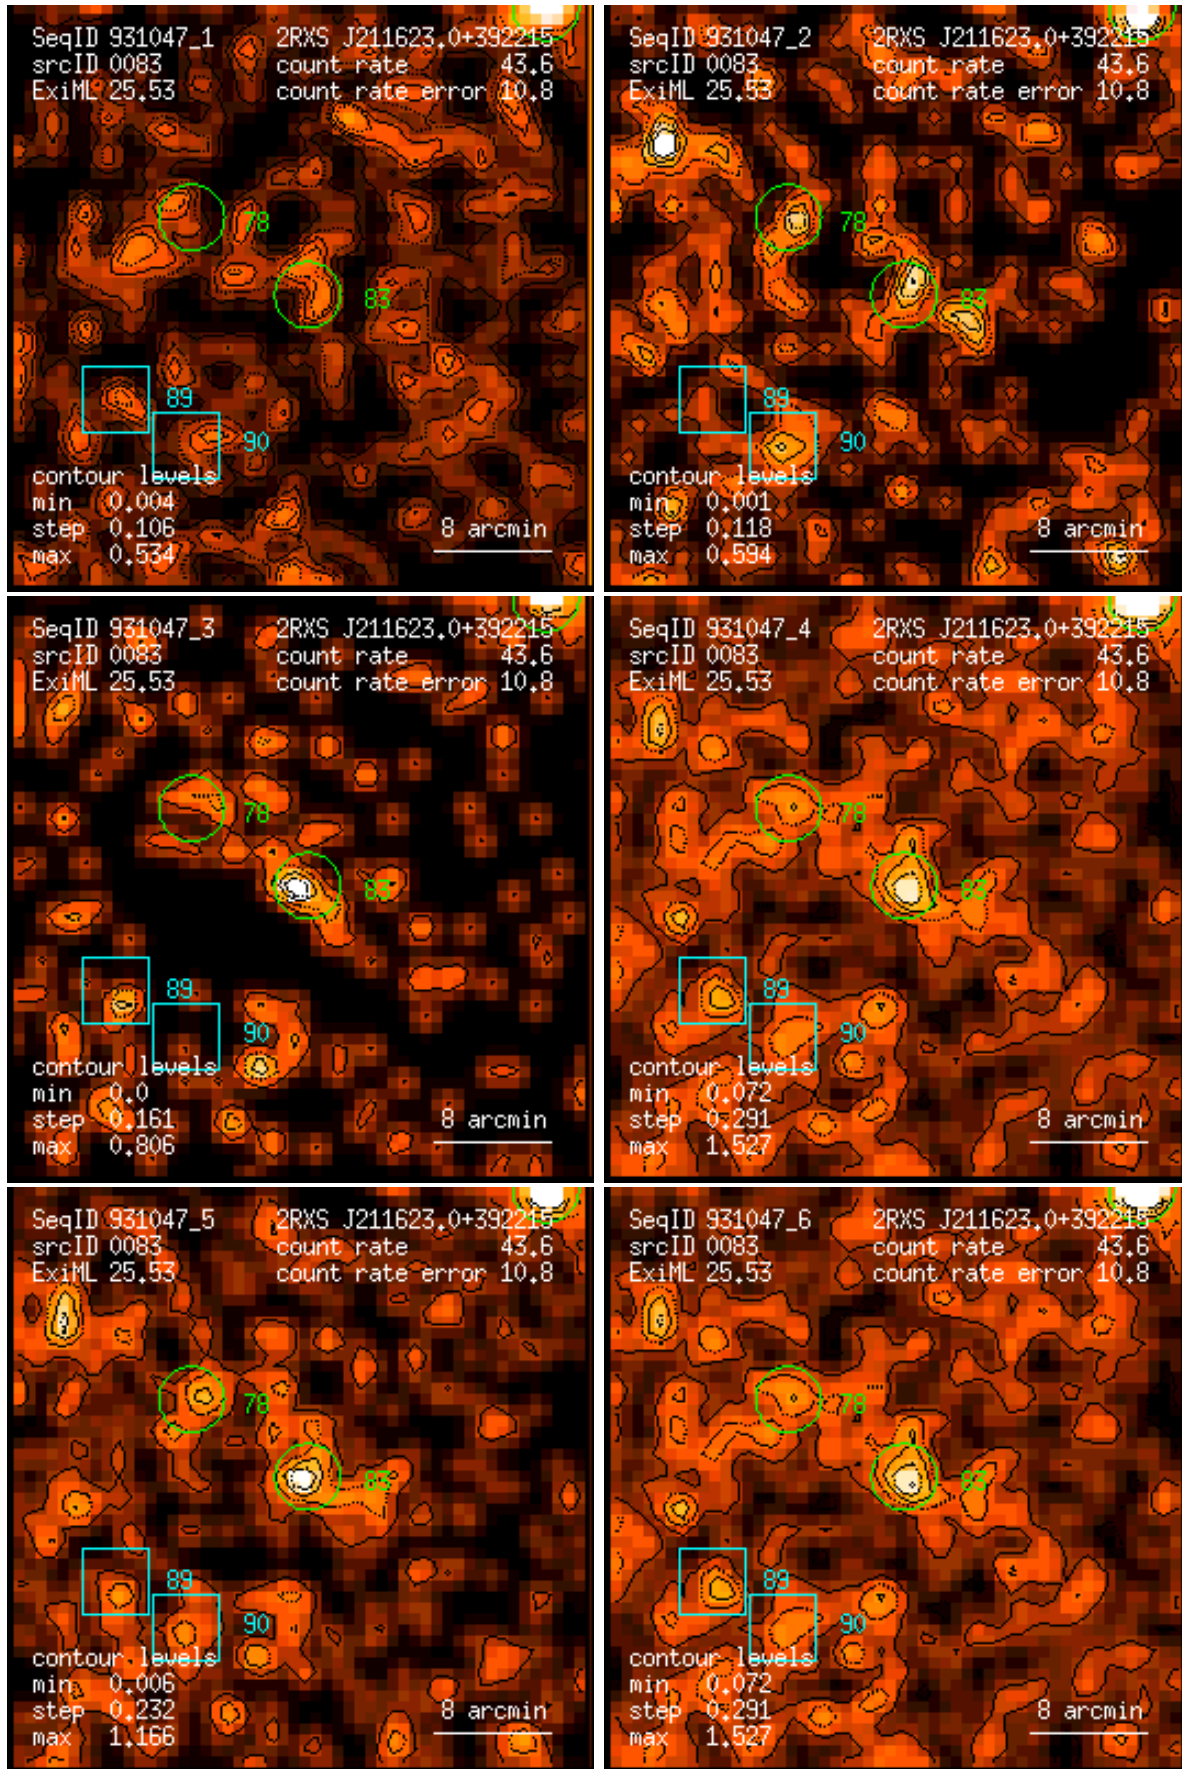 SeqID 931047_1 2RXS J211623.0+392215
srcID 0083 count rate 43.6
ExiML 25.53 count rate error 10.8
78
83
89
90
contour levels
min 0.004
step 0.106 8 arcmin
max 0.534
SeqID 931047_2 2RXS J211623.0+392215
srcID 0083 count rate 43.6
ExiML 25.53 count rate error 10.8
78
83
89
90
contour levels
min 0.001
step 0.118 8 arcmin
max 0.594
SeqID 931047_3 2RXS J211623.0+392215
srcID 0083 count rate 43.6
ExiML 25.53 count rate error 10.8
78
83
89
90
contour levels
min 0.0
step 0.161 8 arcmin
max 0.806
SeqID 931047_4 2RXS J211623.0+392215
srcID 0083 count rate 43.6
ExiML 25.53 count rate error 10.8
78
83
89
90
contour levels
min 0.072
step 0.291 8 arcmin
max 1.527
SeqID 931047_5 2RXS J211623.0+392215
srcID 0083 count rate 43.6
ExiML 25.53 count rate error 10.8
78
83
89
90
contour levels
min 0.006
step 0.232 8 arcmin
max 1.166
SeqID 931047_6 2RXS J211623.0+392215
srcID 0083 count rate 43.6
ExiML 25.53 count rate error 10.8
78
83
89
90
contour levels
min 0.072
step 0.291 8 arcmin
max 1.527